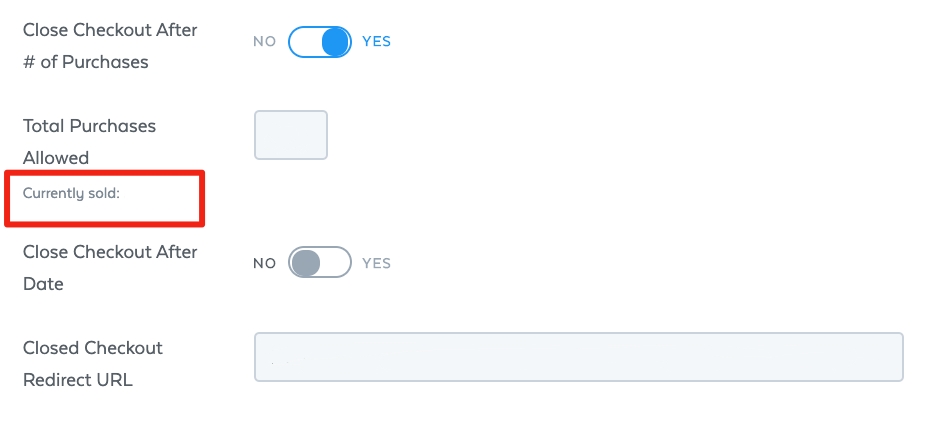 Close Checkout After
# of Purchases
NO YES
Total Purchases
Allowed
Currently sold:
Close Checkout After
Date
NO YES
Closed Checkout
Redirect URL